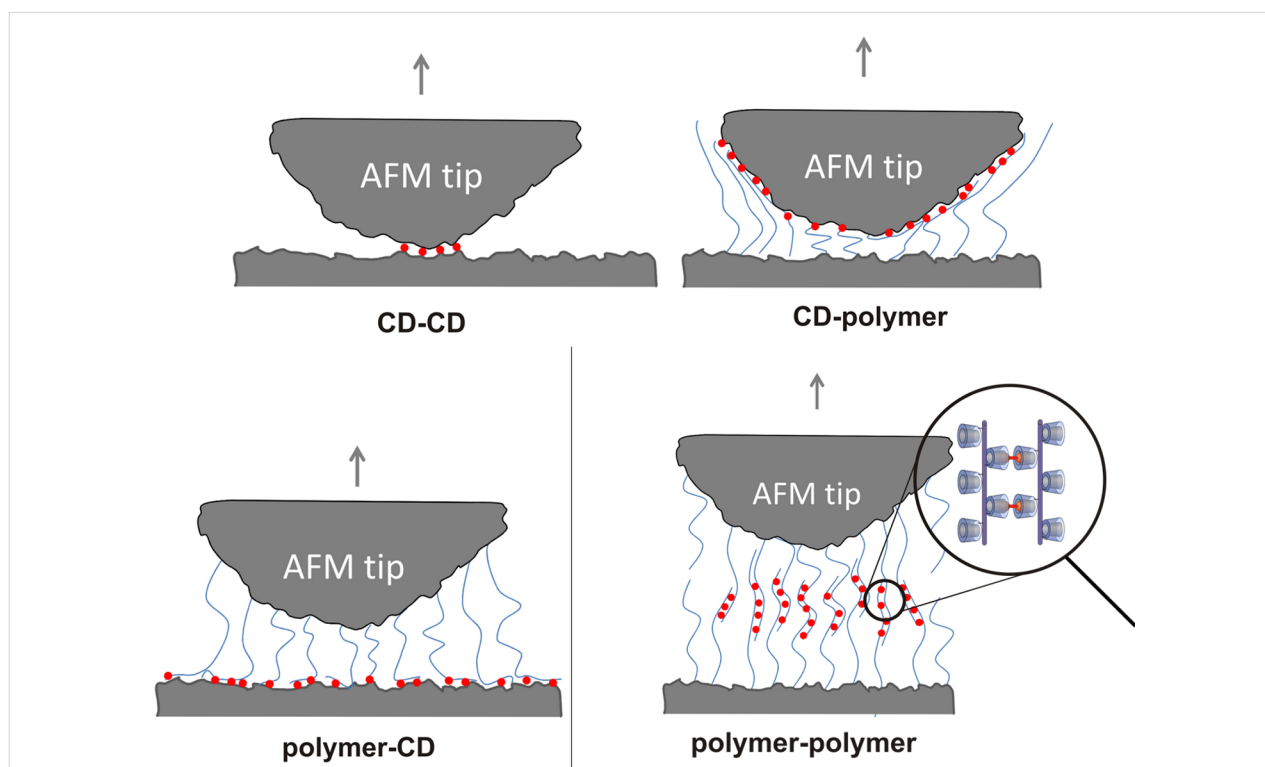 AFM tip
CD-CD
AFM tip
CD-polymer
AFM tip
polymer-CD
AFM tip
polymer-polymer